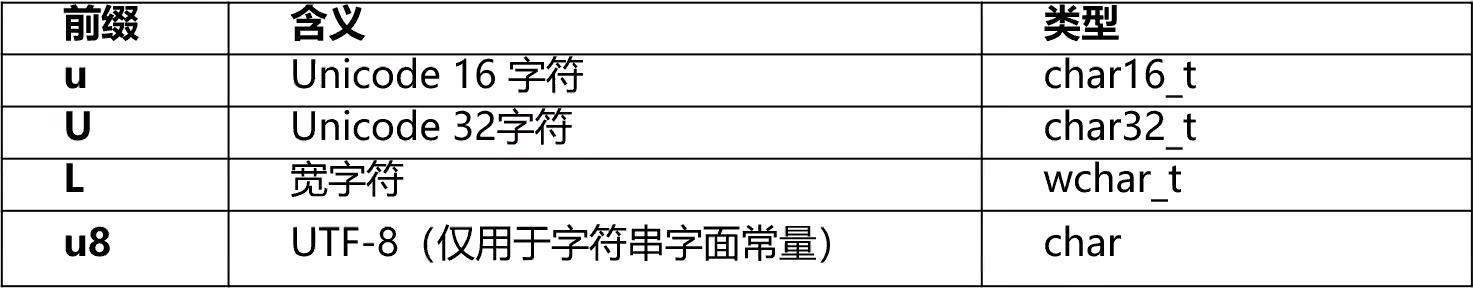 前缀 含义 类型
u Unicode 16 字符 char16_t
U Unicode 32字符 char32_t
L 宽字符 wchar_t
u8 UTF-8（仅用于字符串字面常量） char